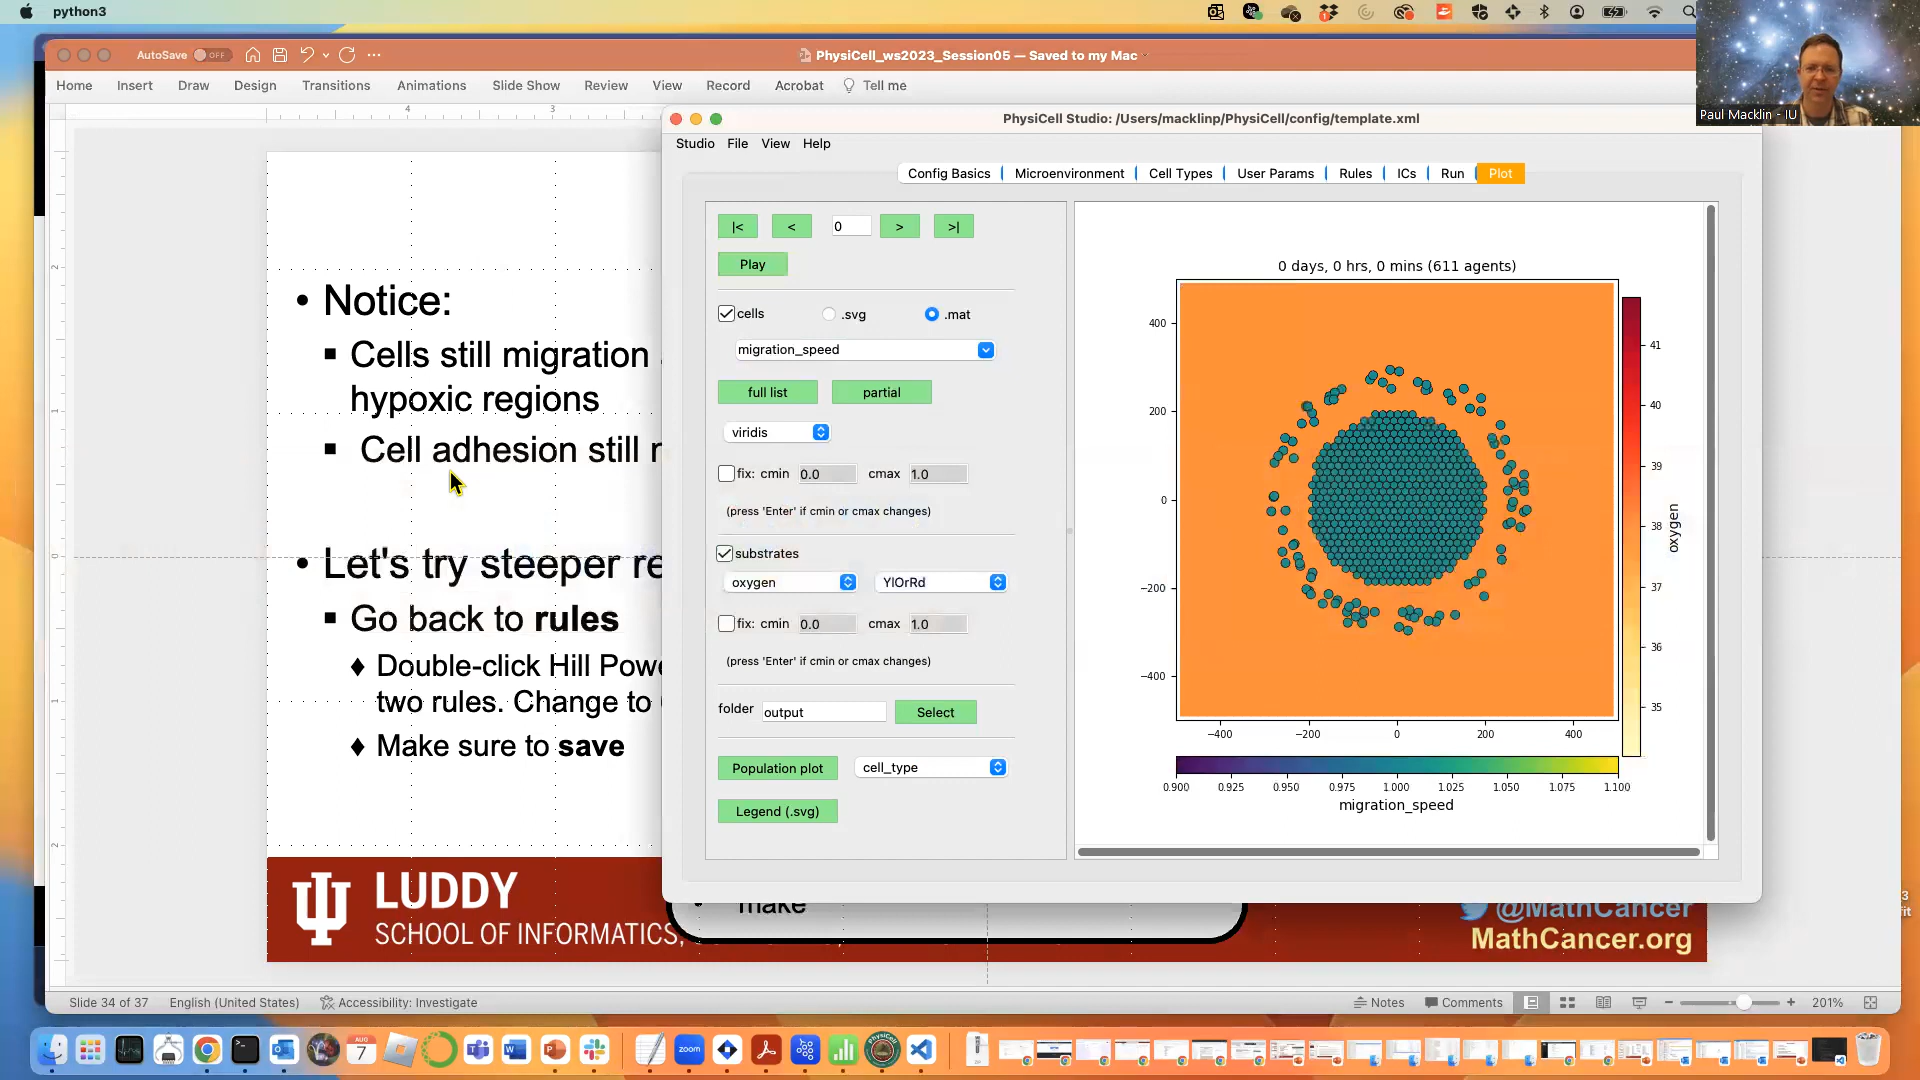 python3
Paul Macklin - IU
AutoSave OFF
PhysiCell_ws2023_Session05 — Saved to my Mac
Home Insert Draw Design Transitions Animations Slide Show Review View Record Acrobat Tell me
4 3
Notice:
Cells still migration
hypoxic regions
Cell adhesion still
Let's try steeper re
Go back to rules
Double-click Hill Powe
two rules. Change to
Make sure to save
make
LUDDY
SCHOOL OF INFORMATICS,
@MathCancer
MathCancer.org
PhysiCell Studio: /Users/macklinp/PhysiCell/config/template.xml
Studio File View Help
Config Basics Microenvironment Cell Types User Params Rules ICs Run Plot
|< < 0 > >|
Play
cells .svg .mat
migration_speed
full list partial
viridis
fix: cmin 0.0 cmax 1.0
(press 'Enter' if cmin or cmax changes)
substrates
oxygen YlOrRd
fix: cmin 0.0 cmax 1.0
(press 'Enter' if cmin or cmax changes)
folder output Select
Population plot cell_type
Legend (.svg)
0 days, 0 hrs, 0 mins (611 agents)
400
200
0
−200
−400
−400 −200 0 200 400
41
40
39
38
37
36
35
oxygen
0.900 0.925 0.950 0.975 1.000 1.025 1.050 1.075 1.100
migration_speed
Slide 34 of 37 English (United States) Accessibility: Investigate Notes Comments 201%
AUG
7
zoom